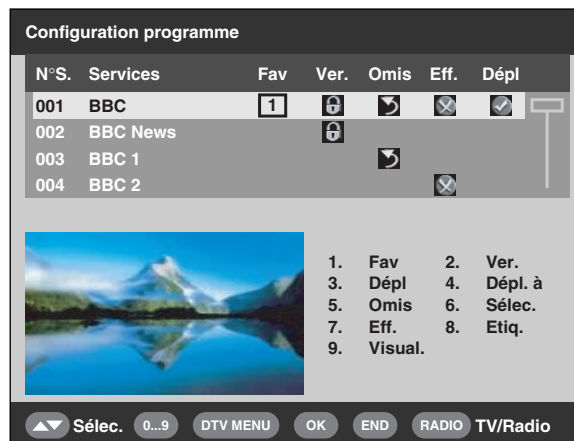 Configuration programme
N°S. Services Fav Ver. Omis Eff. Dépl
001 BBC 1
002 BBC News
003 BBC 1
004 BBC 2
1. Fav 2. Ver.
3. Dépl 4. Dépl. à
5. Omis 6. Sélec.
7. Eff. 8. Etiq.
9. Visual.
Sélec. 0...9 DTV MENU OK END RADIO TV/Radio